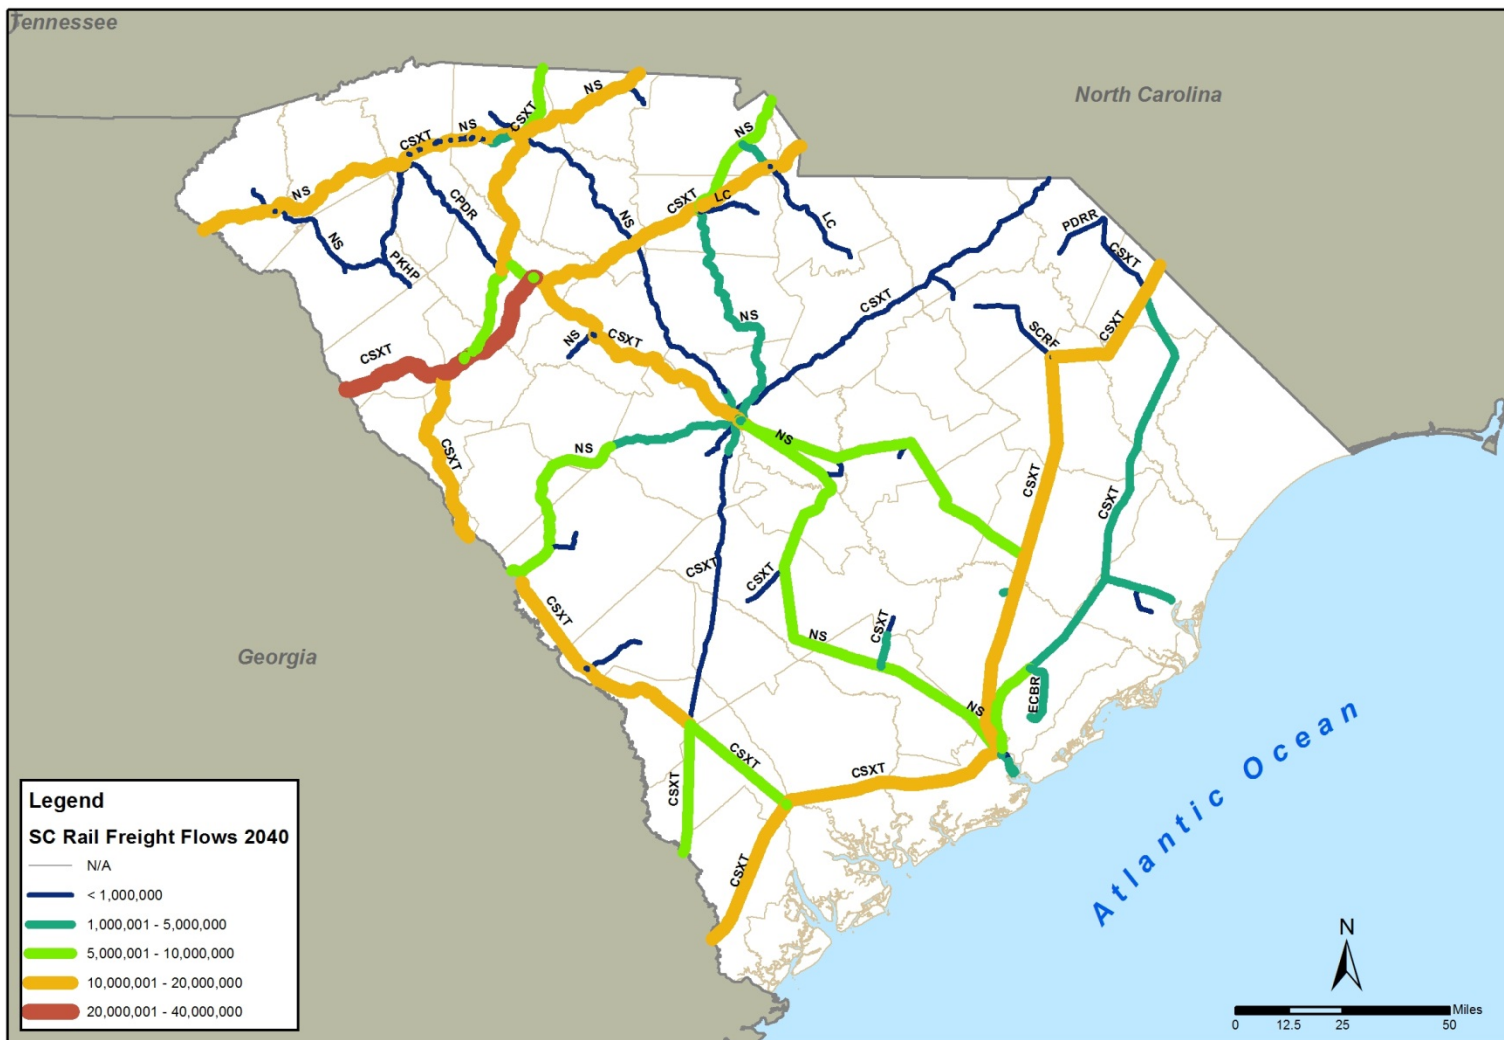 Tennessee
North Carolina
NS
CSXT
NS
CSXT
NS
NS
CSXT
LC
LC
CPDR
NS
NS
PKHP
PDRR
CSXT
CSXT
CSXT
SCRF
NS
CSXT
NS
CSXT
CSXT
NS
NS
CSXT
CSXT
CSXT
CSXT
CSXT
CSXT
NS
Georgia
NS
ECBR
CSXT
CSXT
CSXT
CSXT
Atlantic Ocean
Legend
SC Rail Freight Flows 2040
N/A
< 1,000,000
1,000,001 - 5,000,000
5,000,001 - 10,000,000
10,000,001 - 20,000,000
20,000,001 - 40,000,000
N
Miles
0 12.5 25 50